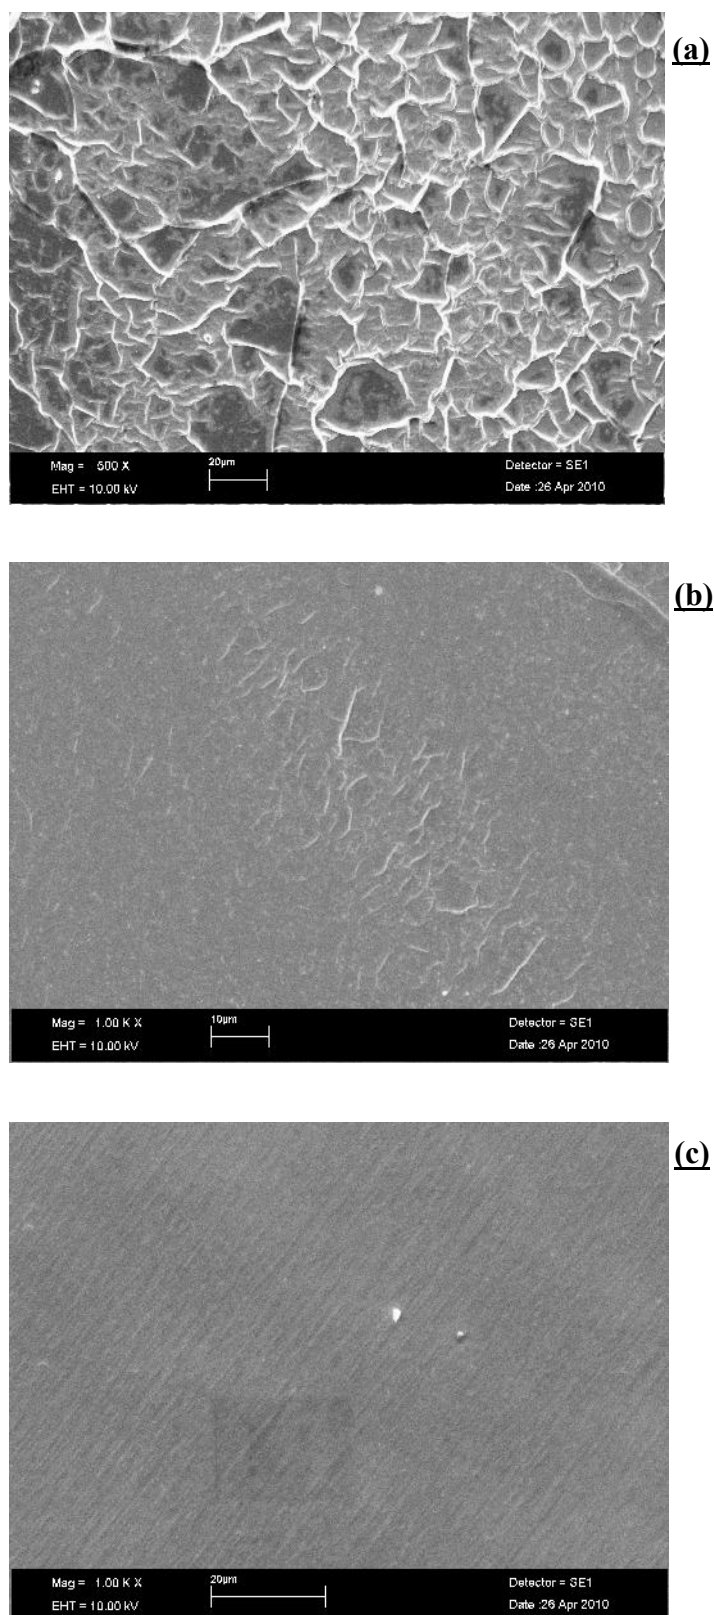 (a)
Mag = 500 X
20µm
Detector = SE1
EHT = 10.00 kV
Date :26 Apr 2010
(b)
Mag = 1.00 K X
10µm
Detector = SE1
EHT = 10.00 kV
Date :26 Apr 2010
(c)
Mag = 1.00 K X
20µm
Detector = SE1
EHT = 10.00 kV
Date :26 Apr 2010